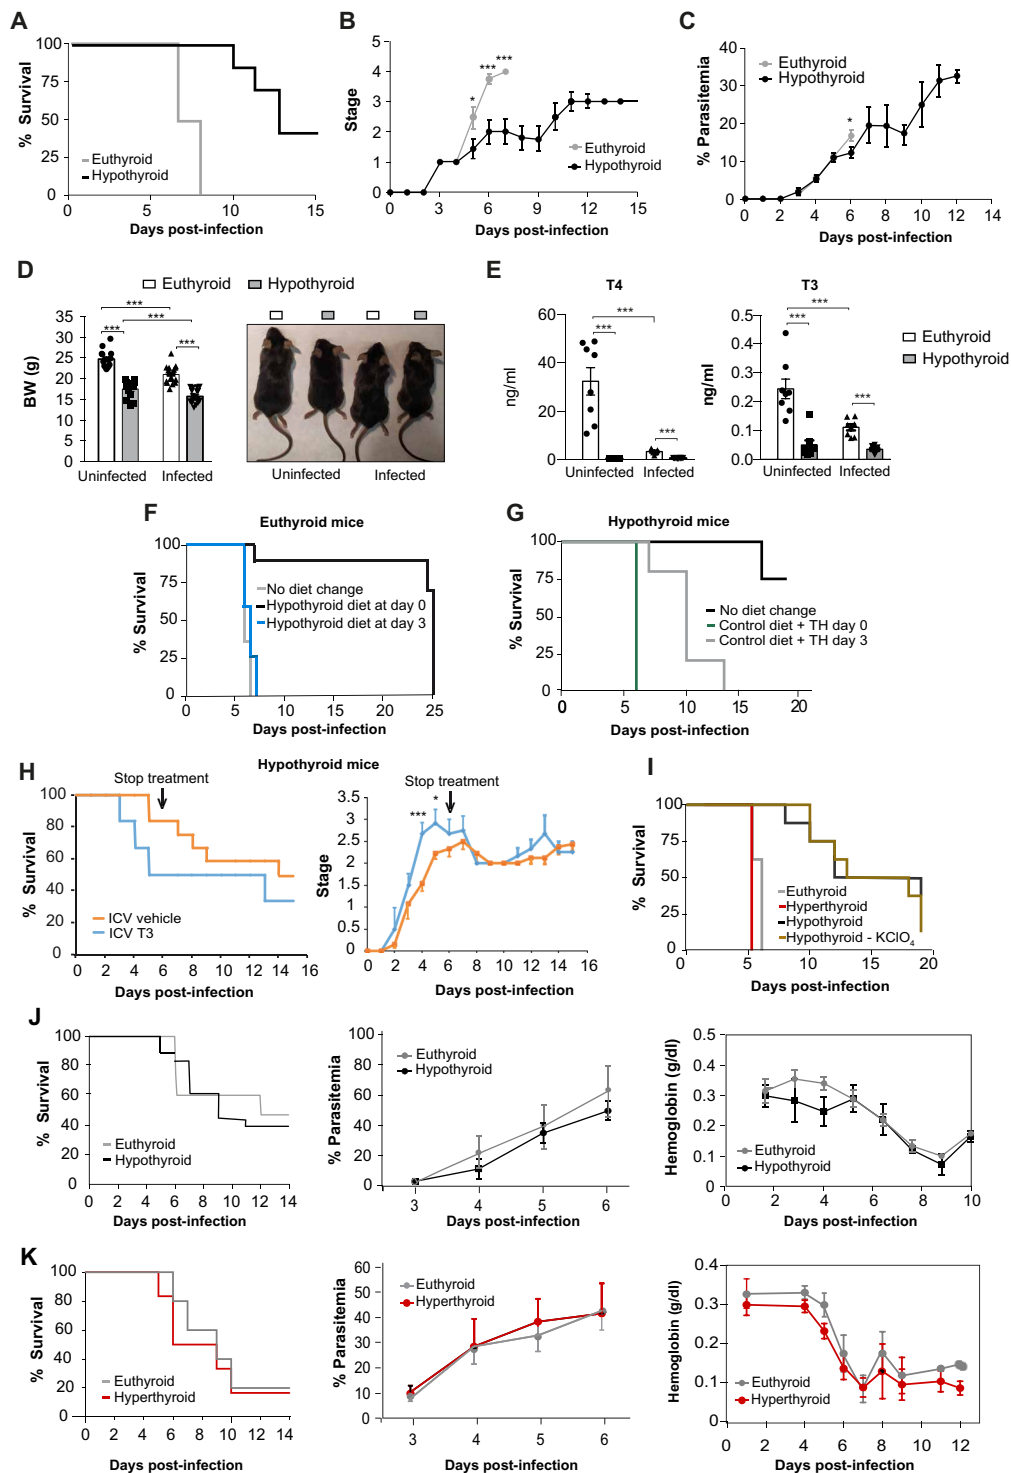 A
100
75
50
25
0
% Survival
Euthyroid
Hypothyroid
0
5
10
15
Days post-infection
B
5
4
3
2
1
0
Stage
*
***
***
Euthyroid
Hypothyroid
0
3
6
9
12
15
Days post-infection
C
40
30
20
10
0
% Parasitemia
Euthyroid
Hypothyroid
*
0
2
4
6
8
10
12
14
Days post-infection
D
Euthyroid
Hypothyroid
***
***
***
***
35
30
25
20
15
10
5
0
BW (g)
Uninfected
Infected
Uninfected
Infected
E
T4
***
***
***
60
40
20
0
ng/ml
Uninfected
Infected
T3
***
***
***
0.5
0.4
0.3
0.2
0.1
0.0
ng/ml
Uninfected
Infected
Euthyroid
Hypothyroid
F
Euthyroid mice
100
75
50
25
0
% Survival
No diet change
Hypothyroid diet at day 0
Hypothyroid diet at day 3
0
5
10
15
20
25
Days post-infection
G
Hypothyroid mice
100
75
50
25
0
% Survival
No diet change
Control diet + TH day 0
Control diet + TH day 3
0
5
10
15
20
Days post-infection
H
Hypothyroid mice
Stop treatment
100
80
60
40
20
0
% Survival
ICV vehicle
ICV T3
0
2
4
6
8
10
12
14
16
Days post-infection
Stop treatment
3.5
3
2.5
2
1.5
1
0.5
0
Stage
***
*
0
2
4
6
8
10
12
14
16
Days post-infection
I
100
75
50
25
0
% Survival
Euthyroid
Hyperthyroid
Hypothyroid
Hypothyroid - KClO4
0
5
10
15
20
Days post-infection
J
100
80
60
40
20
0
% Survival
Euthyroid
Hypothyroid
0
2
4
6
8
10
12
14
Days post-infection
100
80
60
40
20
0
% Parasitemia
Euthyroid
Hypothyroid
3
4
5
6
Days post-infection
0.5
0.4
0.3
0.2
0.1
0
Hemoglobin (g/dl)
Euthyroid
Hypothyroid
0
2
4
6
8
10
Days post-infection
K
100
80
60
40
20
0
% Survival
Euthyroid
Hyperthyroid
0
2
4
6
8
10
12
14
Days post-infection
60
50
40
30
20
10
0
% Parasitemia
Euthyroid
Hyperthyroid
3
4
5
6
Days post-infection
0.4
0.3
0.2
0.1
0
Hemoglobin (g/dl)
Euthyroid
Hyperthyroid
0
2
4
6
8
10
12
Days post-infection